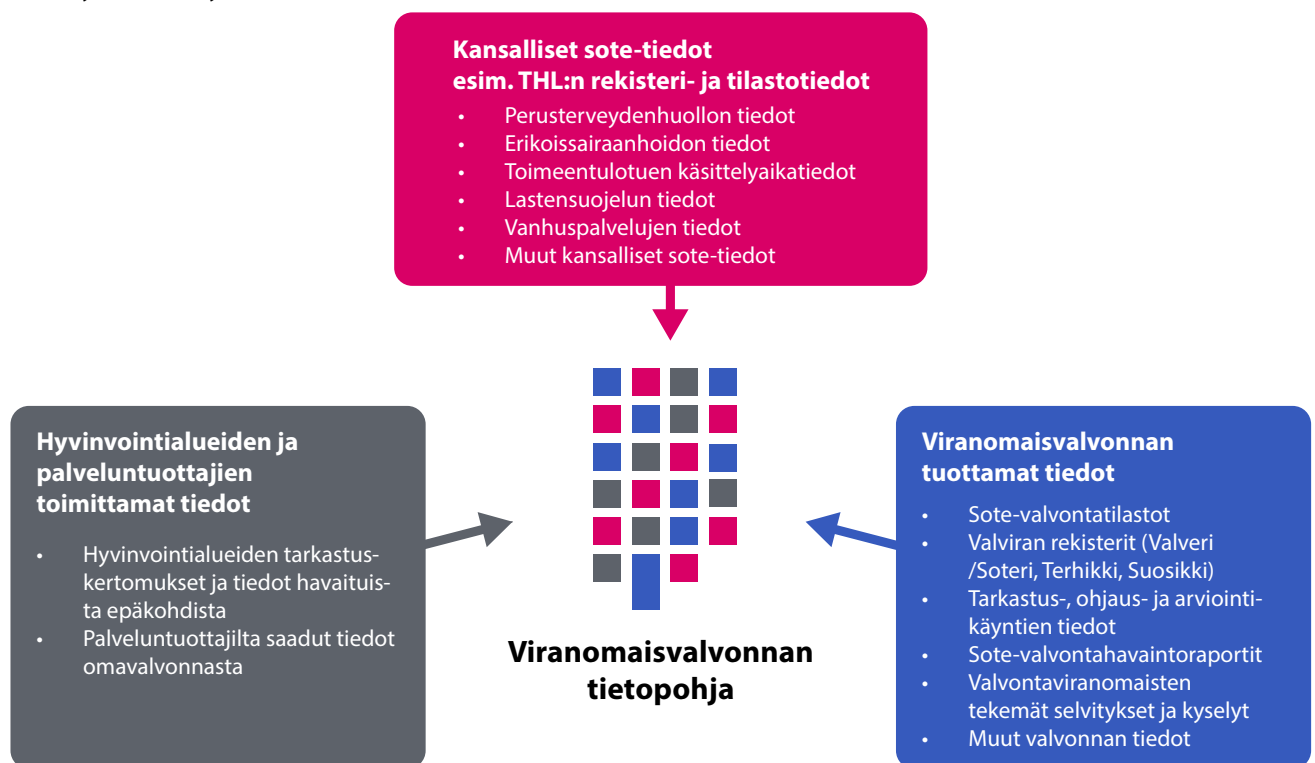 Kansalliset sote-tiedot
esim. THL:n rekisteri- ja tilastotiedot
• Perusterveydenhuollon tiedot
• Erikoissairaanhoidon tiedot
• Toimeentulotuen käsittelyaikatiedot
• Lastensuojelun tiedot
• Vanhuspalvelujen tiedot
• Muut kansalliset sote-tiedot
Hyvinvointialueiden ja
palveluntuottajien
toimittamat tiedot
• Hyvinvointialueiden tarkastus-
kertomukset ja tiedot havaituis-
ta epäkohdista
• Palveluntuottajilta saadut tiedot
omavalvonnasta
Viranomaisvalvonnan
tietopohja
Viranomaisvalvonnan
tuottamat tiedot
• Sote-valvontatilastot
• Valviran rekisterit (Valveri
/Soteri, Terhikki, Suosikki)
• Tarkastus-, ohjaus- ja arviointi-
käyntien tiedot
• Sote-valvontahavaintoraportit
• Valvontaviranomaisten
tekemät selvitykset ja kyselyt
• Muut valvonnan tiedot